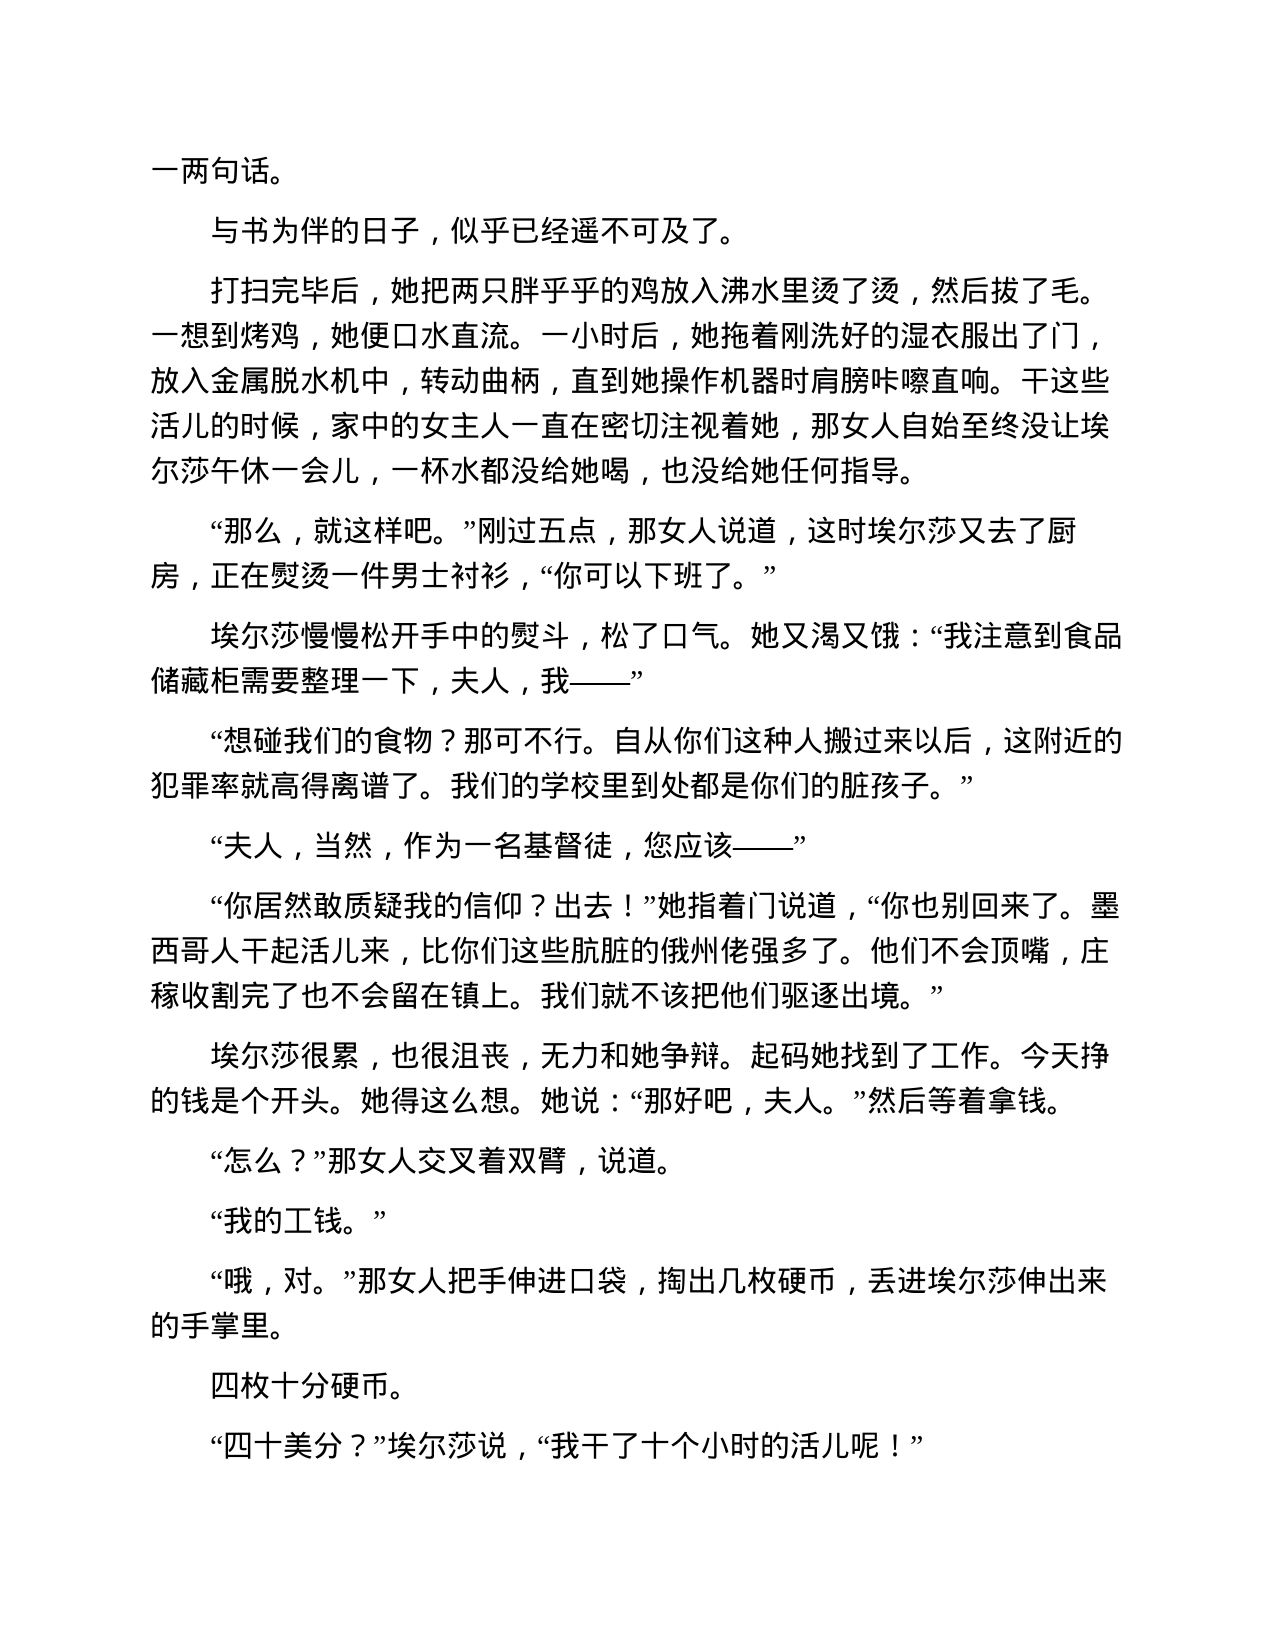 一两句话。
与书为伴的日子，似乎已经遥不可及了。
打扫完毕后，她把两只胖乎乎的鸡放入沸水里烫了烫，然后拔了毛。
一想到烤鸡，她便口水直流。一小时后，她拖着刚洗好的湿衣服出了门，
放入金属脱水机中，转动曲柄，直到她操作机器时肩膀咔嚓直响。干这些
活儿的时候，家中的女主人一直在密切注视着她，那女人自始至终没让埃
尔莎午休一会儿，一杯水都没给她喝，也没给她任何指导。
“那么，就这样吧。”刚过五点，那女人说道，这时埃尔莎又去了厨
房，正在熨烫一件男士衬衫，“你可以下班了。”
埃尔莎慢慢松开手中的熨斗，松了口气。她又渴又饿：“我注意到食品
储藏柜需要整理一下，夫人，我——”
“想碰我们的食物？那可不行。自从你们这种人搬过来以后，这附近的
犯罪率就高得离谱了。我们的学校里到处都是你们的脏孩子。”
“夫人，当然，作为一名基督徒，您应该——”
“你居然敢质疑我的信仰？出去！”她指着门说道，“你也别回来了。墨
西哥人干起活儿来，比你们这些肮脏的俄州佬强多了。他们不会顶嘴，庄
稼收割完了也不会留在镇上。我们就不该把他们驱逐出境。”
埃尔莎很累，也很沮丧，无力和她争辩。起码她找到了工作。今天挣
的钱是个开头。她得这么想。她说：“那好吧，夫人。”然后等着拿钱。
“怎么？”那女人交叉着双臂，说道。
“我的工钱。”
“哦，对。”那女人把手伸进口袋，掏出几枚硬币，丢进埃尔莎伸出来
的手掌里。
四枚十分硬币。
“四十美分？”埃尔莎说，“我干了十个小时的活儿呢！”